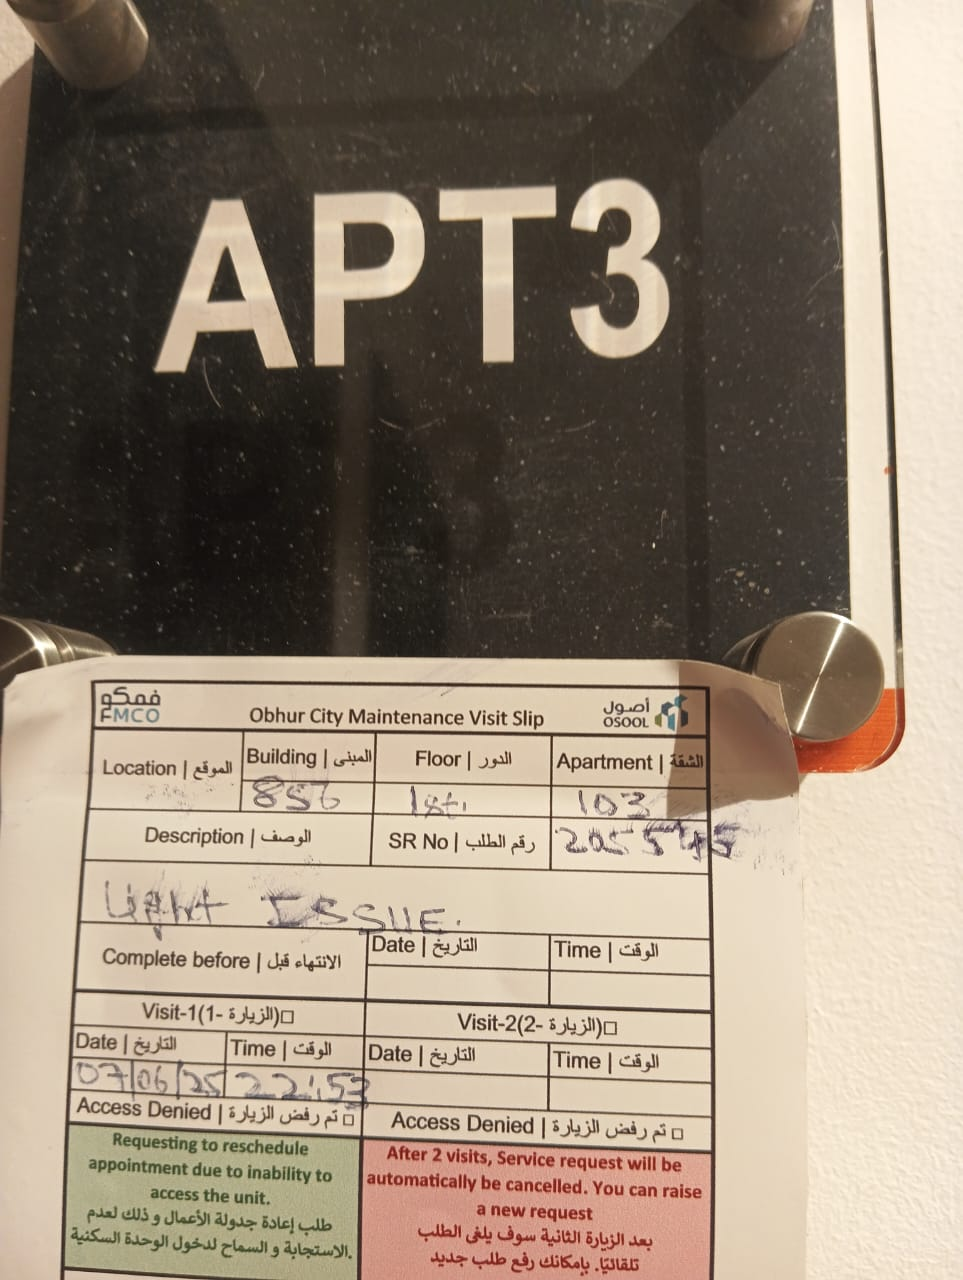 APT3
فمكو
FMCO
Obhur City Maintenance Visit Slip
أصول
OSOOL
Location | الموقع
Building | المبنى
Floor | الدور
Apartment | الشقة
856
1st.
103
Description | الوصف
SR No | رقم الطلب
Light ISSUE.
Complete before | الانتهاء قبل
Date | التاريخ
Time | الوقت
Visit-1(الزيارة -1)□
Visit-2(الزيارة -2)□
Date | التاريخ
Time | الوقت
Date | التاريخ
Time | الوقت
07/06/25
22:53
Access Denied | تم رفض الزيارة □
Access Denied | تم رفض الزيارة □
Requesting to reschedule
appointment due to inability to
access the unit.
طلب إعادة جدولة الأعمال و ذلك لعدم
الاستجابة و السماح لدخول الوحدة السكنية.
After 2 visits, Service request will be
automatically be cancelled. You can raise
a new request
بعد الزيارة الثانية سوف يلغى الطلب
تلقائيًا. بإمكانك رفع طلب جديد